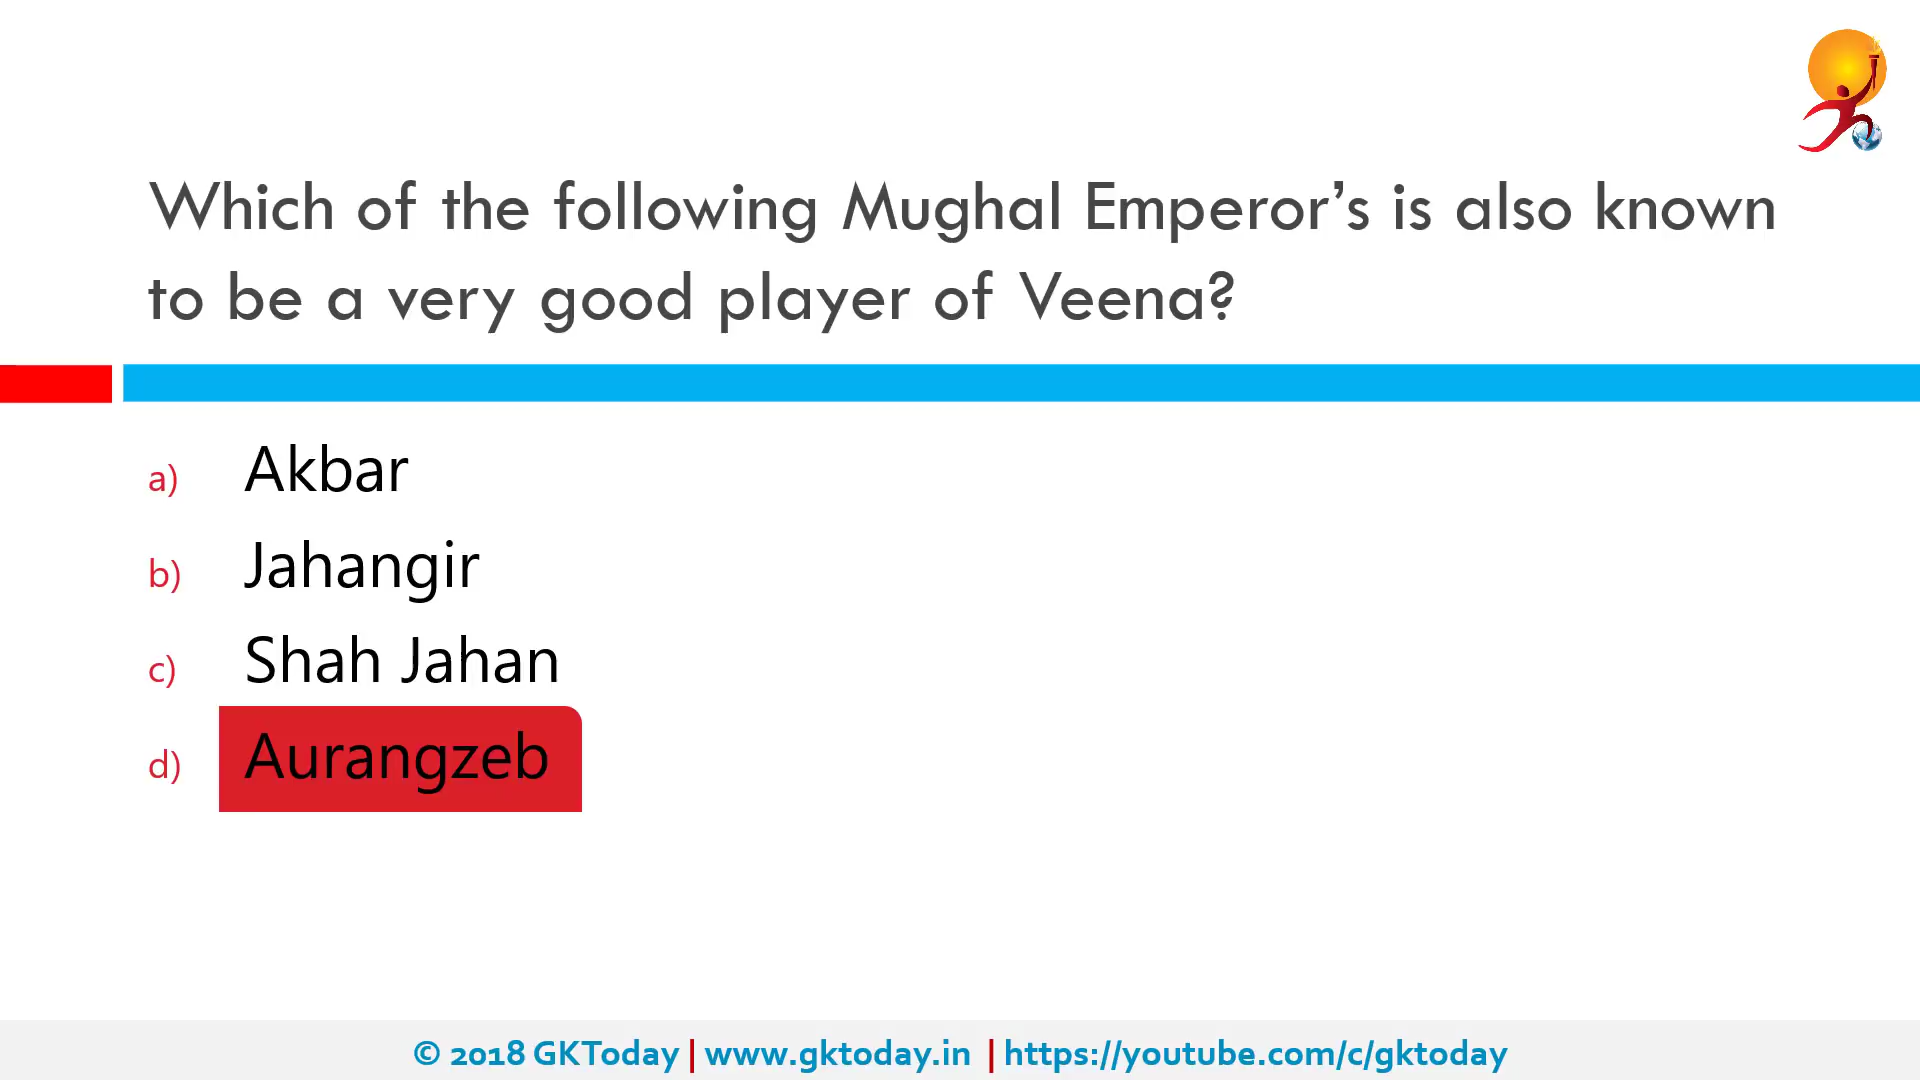 Which of the following Mughal Emperor’s is also known
to be a very good player of Veena?
a) Akbar
b) Jahangir
c) Shah Jahan
d) Aurangzeb
© 2018 GKToday | www.gktoday.in | https://youtube.com/c/gktoday